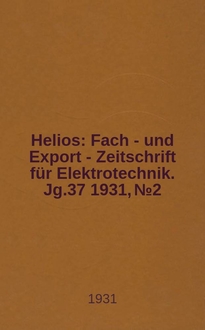 Helios: Fach - und
Export - Zeitschrift
für Elektrotechnik.
Jg.37 1931, №2
1931